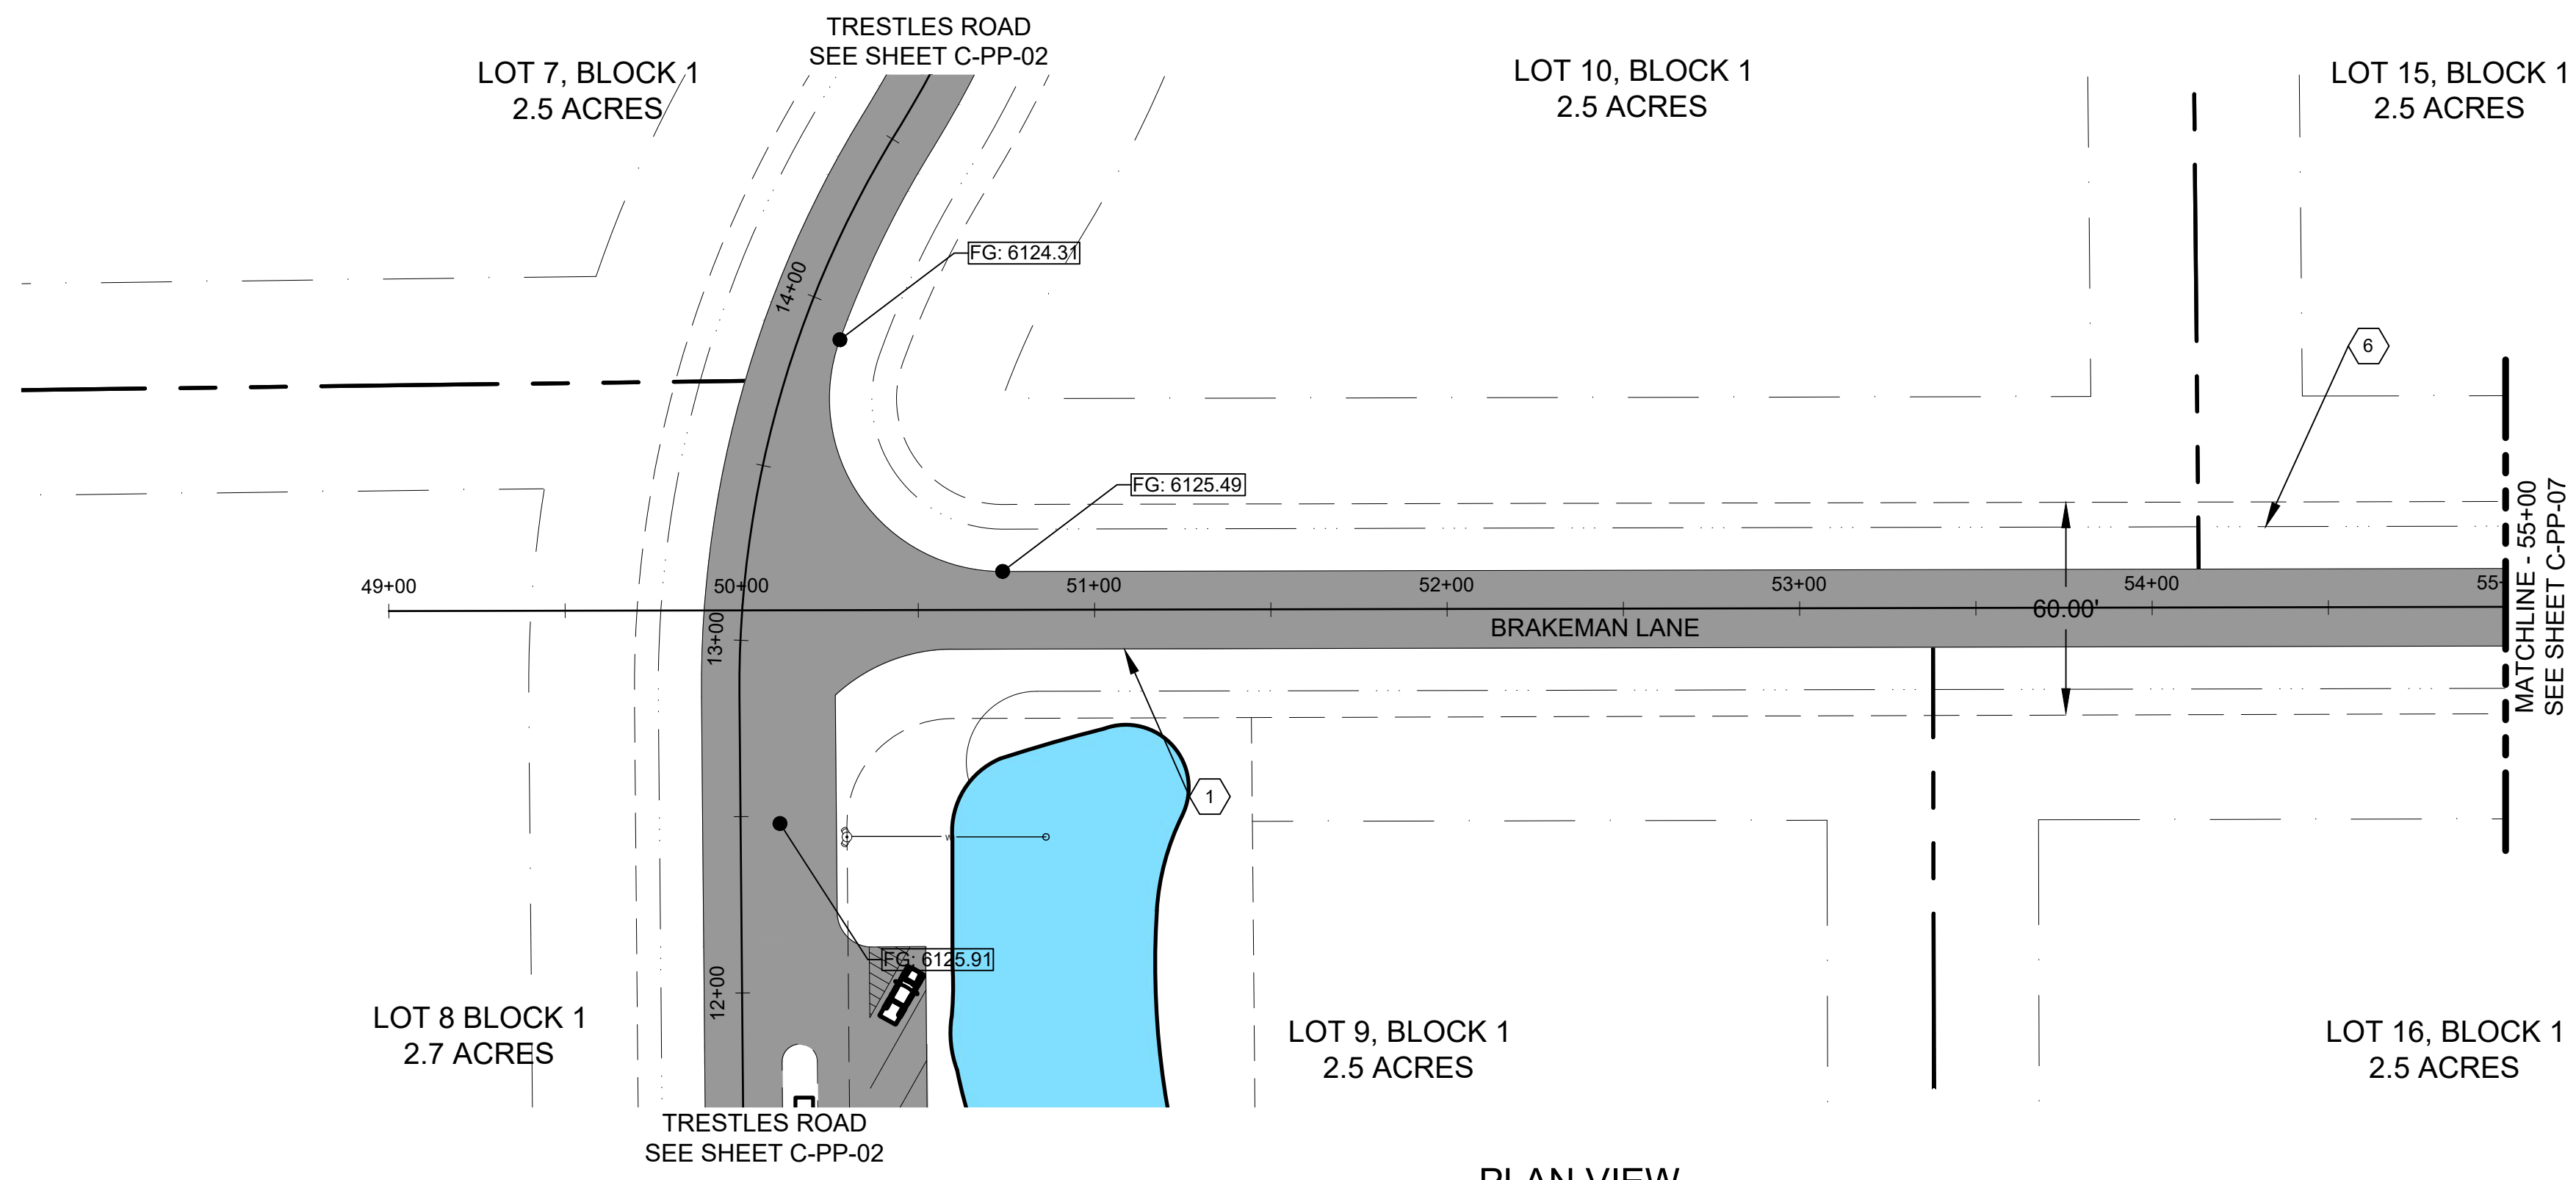 TRESTLES ROAD
SEE SHEET C-PP-02
LOT 7, BLOCK 1
2.5 ACRES
LOT 10, BLOCK 1
2.5 ACRES
LOT 15, BLOCK 1
2.5 ACRES
FG: 6124.31
14+00
6
FG: 6125.49
49+00
50+00
51+00
52+00
53+00
54+00
55+
13+00
60.00'
BRAKEMAN LANE
MATCHLINE - 55+00
SEE SHEET C-PP-07
1
W
FG: 6125.91
12+00
LOT 8 BLOCK 1
2.7 ACRES
LOT 9, BLOCK 1
2.5 ACRES
LOT 16, BLOCK 1
2.5 ACRES
TRESTLES ROAD
SEE SHEET C-PP-02
PLAN VIEW